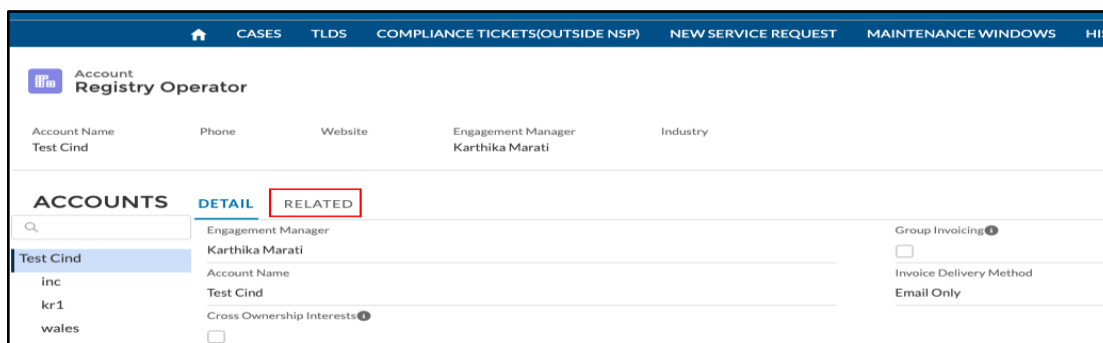 CASES TLDS COMPLIANCE TICKETS(OUTSIDE NSP) NEW SERVICE REQUEST MAINTENANCE WINDOWS
Account
Registry Operator
Account Name Phone Website Engagement Manager Industry
Test Cind Karthika Marati
ACCOUNTS DETAIL RELATED
Engagement Manager Group Invoicing
Karthika Marati
Test Cind
Account Name Invoice Delivery Method
inc
Test Cind Email Only
kr1
Cross Ownership Interests
wales